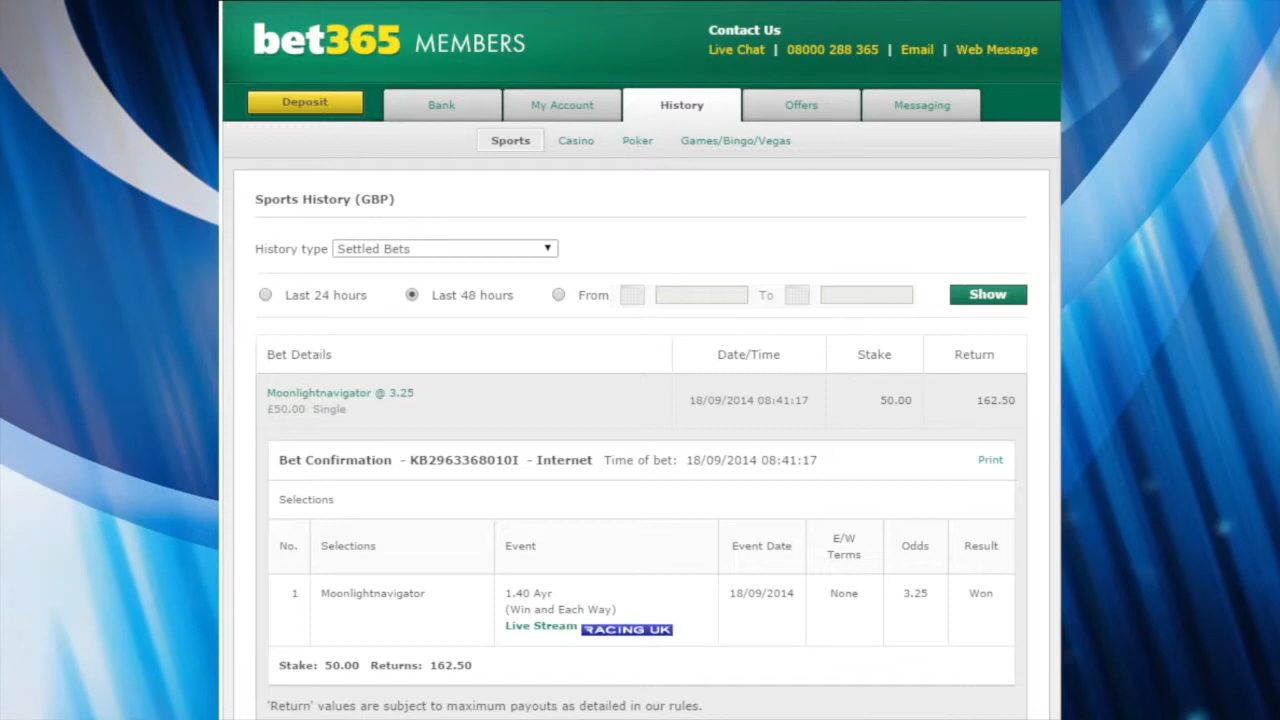 bet365 MEMBERS
Contact Us
Live Chat | 08000 288 365 | Email | Web Message
Deposit Bank My Account History Offers Messaging
Sports Casino Poker Games/Bingo/Vegas
Sports History (GBP)
History type Settled Bets
Last 24 hours Last 48 hours From To Show
Bet Details Date/Time Stake Return
Moonlightnavigator @ 3.25
£50.00 Single 18/09/2014 08:41:17 50.00 162.50
Bet Confirmation - KB2963368010I - Internet Time of bet: 18/09/2014 08:41:17 Print
Selections
No. Selections Event Event Date E/W Terms Odds Result
1 Moonlightnavigator 1.40 Ayr 18/09/2014 None 3.25 Won
(Win and Each Way)
Live Stream RACING UK
Stake: 50.00 Returns: 162.50
'Return' values are subject to maximum payouts as detailed in our rules.